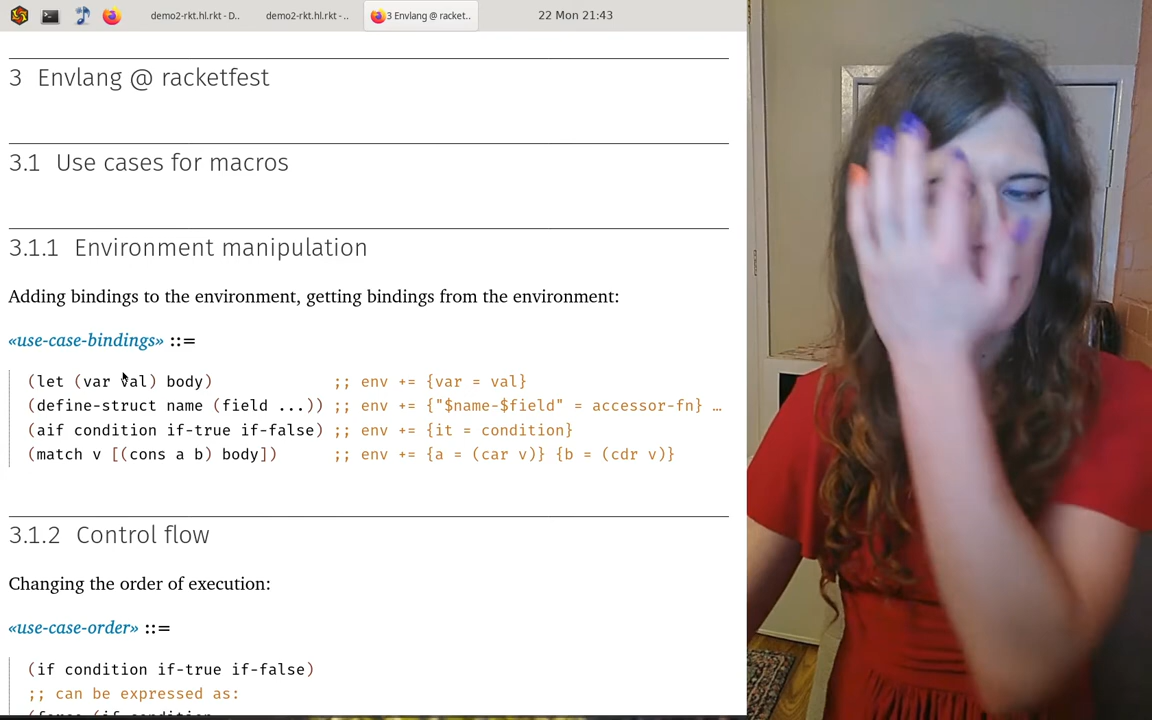 demo2-rkt.hl.rkt - D.. demo2-rkt.hl.rkt - .. 3 Envlang @ racket.. 22 Mon 21:43
3 Envlang @ racketfest
3.1 Use cases for macros
3.1.1 Environment manipulation
Adding bindings to the environment, getting bindings from the environment:
«use-case-bindings» ::=
(let (var val) body) ;; env += {var = val}
(define-struct name (field ...)) ;; env += {"$name-$field" = accessor-fn} …
(aif condition if-true if-false) ;; env += {it = condition}
(match v [(cons a b) body]) ;; env += {a = (car v)} {b = (cdr v)}
3.1.2 Control flow
Changing the order of execution:
«use-case-order» ::=
(if condition if-true if-false)
;; can be expressed as:
(force (if condition